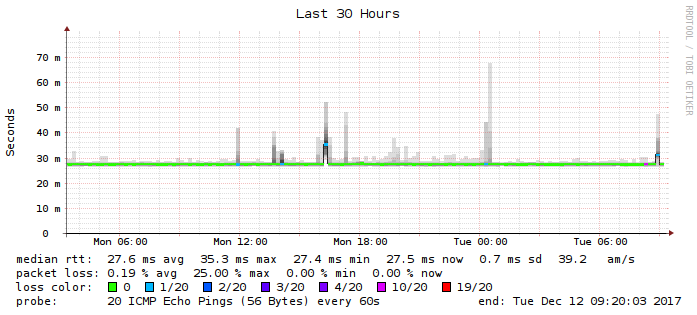 Last 30 Hours
RRDTOOL / TOBI OETIKER
Seconds
70 m
60 m
50 m
40 m
30 m
20 m
10 m
0
Mon 06:00 Mon 12:00 Mon 18:00 Tue 00:00 Tue 06:00
median rtt: 27.6 ms avg 35.3 ms max 27.4 ms min 27.5 ms now 0.7 ms sd 39.2 am/s
packet loss: 0.19 % avg 25.00 % max 0.00 % min 0.00 % now
loss color: 0 1/20 2/20 3/20 4/20 10/20 19/20
probe: 20 ICMP Echo Pings (56 Bytes) every 60s end: Tue Dec 12 09:20:03 2017